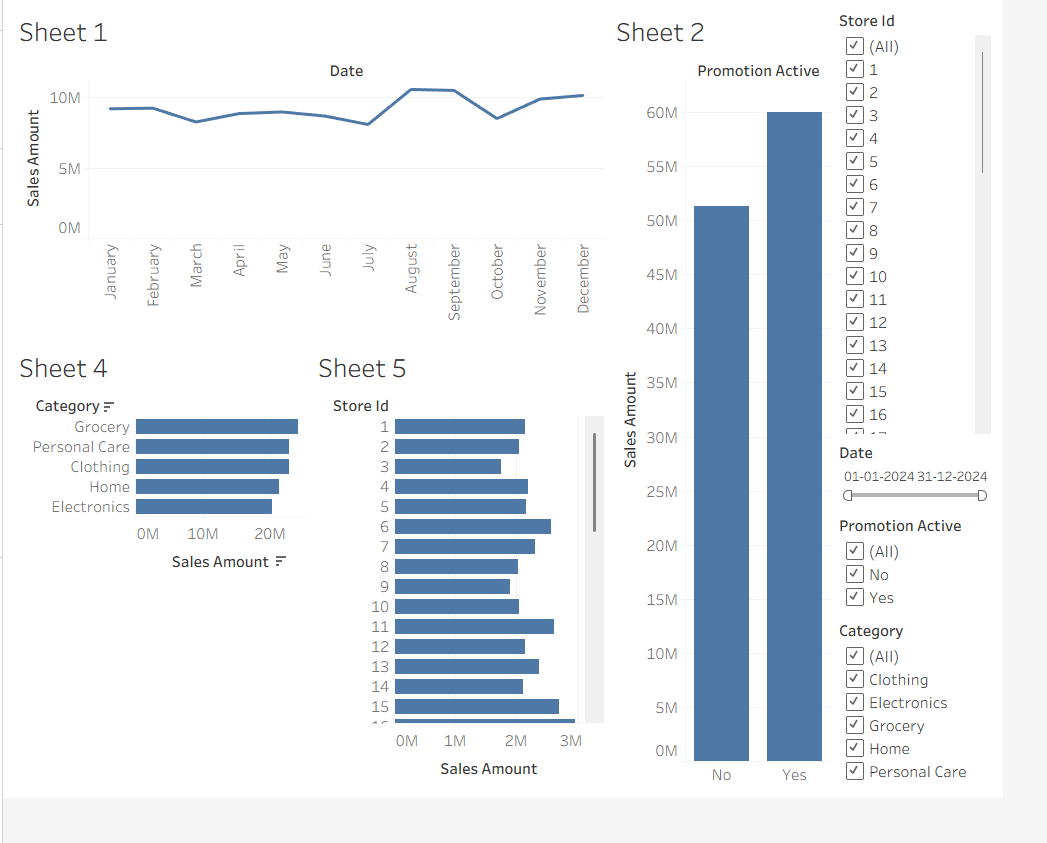 Sheet 1
Date
Sales Amount
10M
5M
0M
January
February
March
April
May
June
July
August
September
October
November
December
Sheet 4
Category
Grocery
Personal Care
Clothing
Home
Electronics
0M 10M 20M
Sales Amount
Sheet 5
Store Id
1
2
3
4
5
6
7
8
9
10
11
12
13
14
15
16
0M 1M 2M 3M
Sales Amount
Sheet 2
Promotion Active
Sales Amount
60M
55M
50M
45M
40M
35M
30M
25M
20M
15M
10M
5M
0M
No Yes
Store Id
(All)
1
2
3
4
5
6
7
8
9
10
11
12
13
14
15
16
17
Date
01-01-2024 31-12-2024
Promotion Active
(All)
No
Yes
Category
(All)
Clothing
Electronics
Grocery
Home
Personal Care